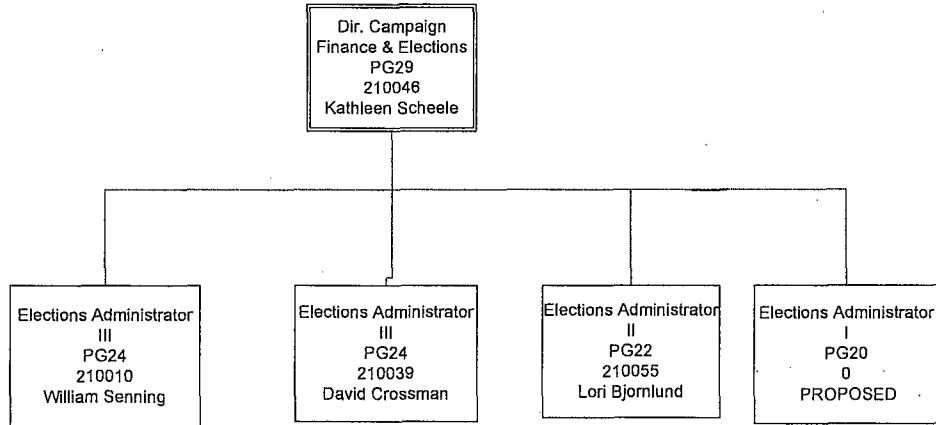 Dir. Campaign
Finance & Elections
PG29
210046
Kathleen Scheele
Elections Administrator
III
PG24
210010
William Senning
Elections Administrator
III
PG24
210039
David Crossman
Elections Administrator
II
PG22
210055
Lori Bjornlund
Elections Administrator
I
PG20
0
PROPOSED